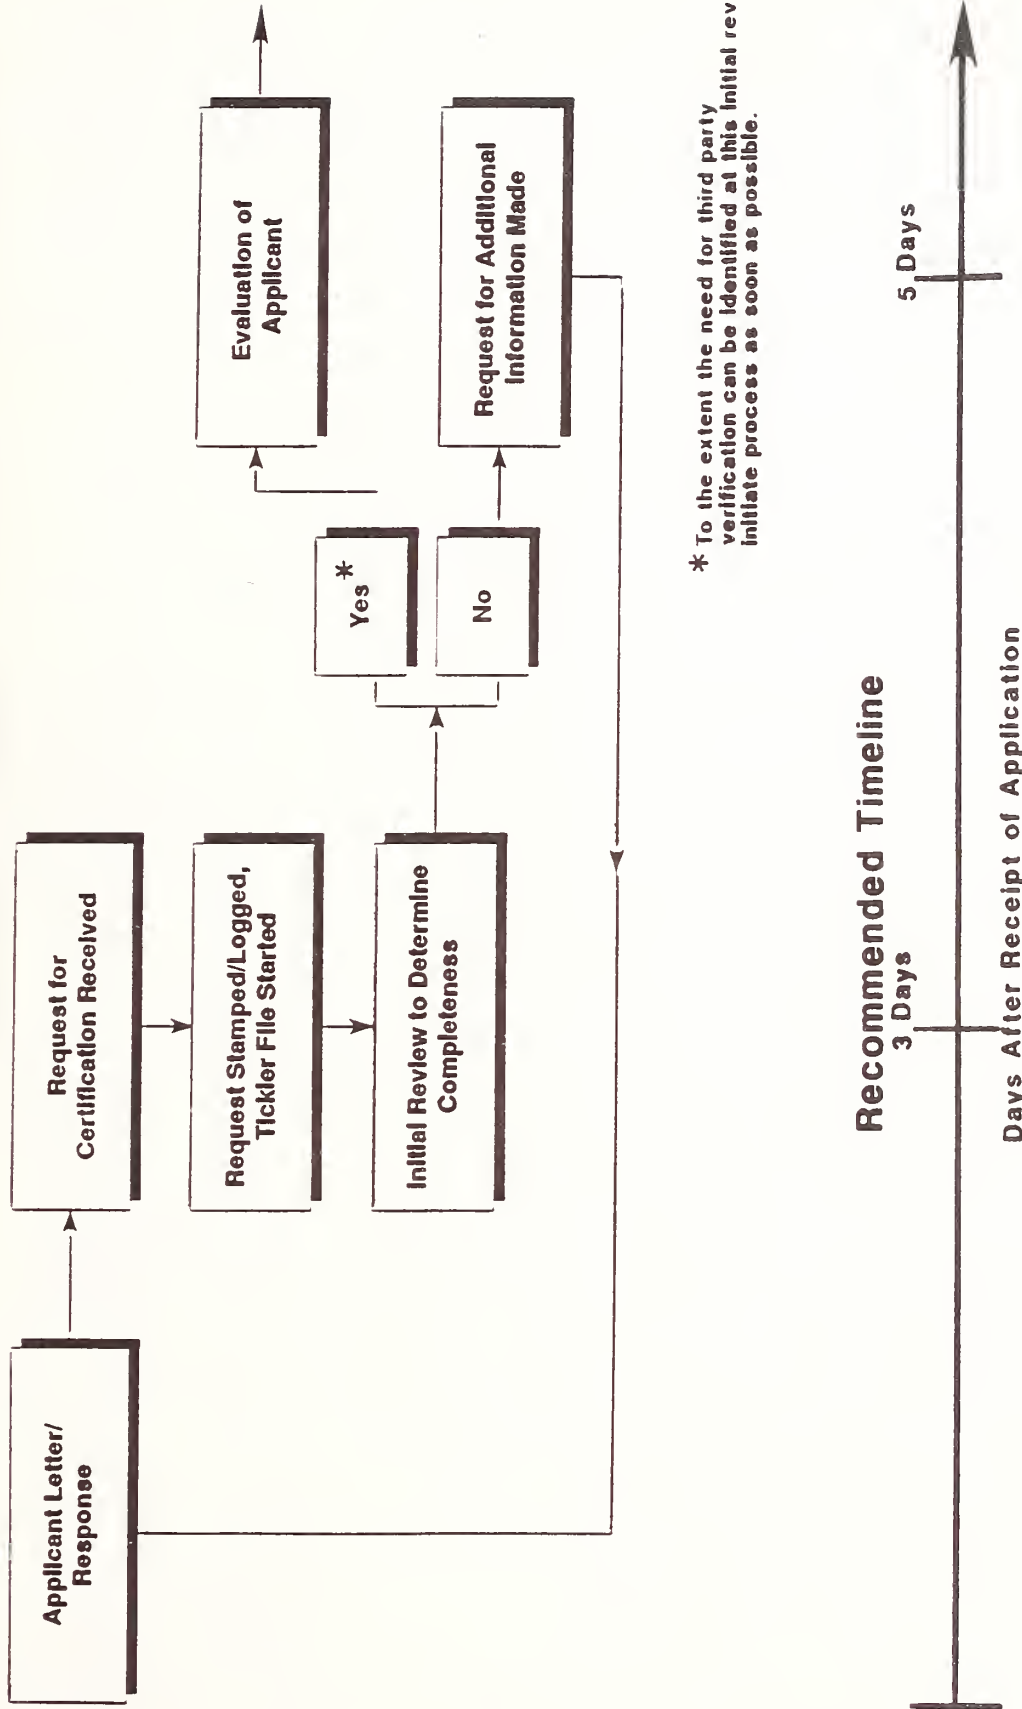 Applicant Letter/
Response
Request for
Certification Received
Request Stamped/Logged,
Tickler File Started
Initial Review to Determine
Completeness
Yes*
No
Evaluation of
Applicant
Request for Additional
Information Made
* To the extent the need for third party
verification can be identified at this initial rev
initiate process as soon as possible.
Recommended Timeline
3 Days
5 Days
Days After Receipt of Application